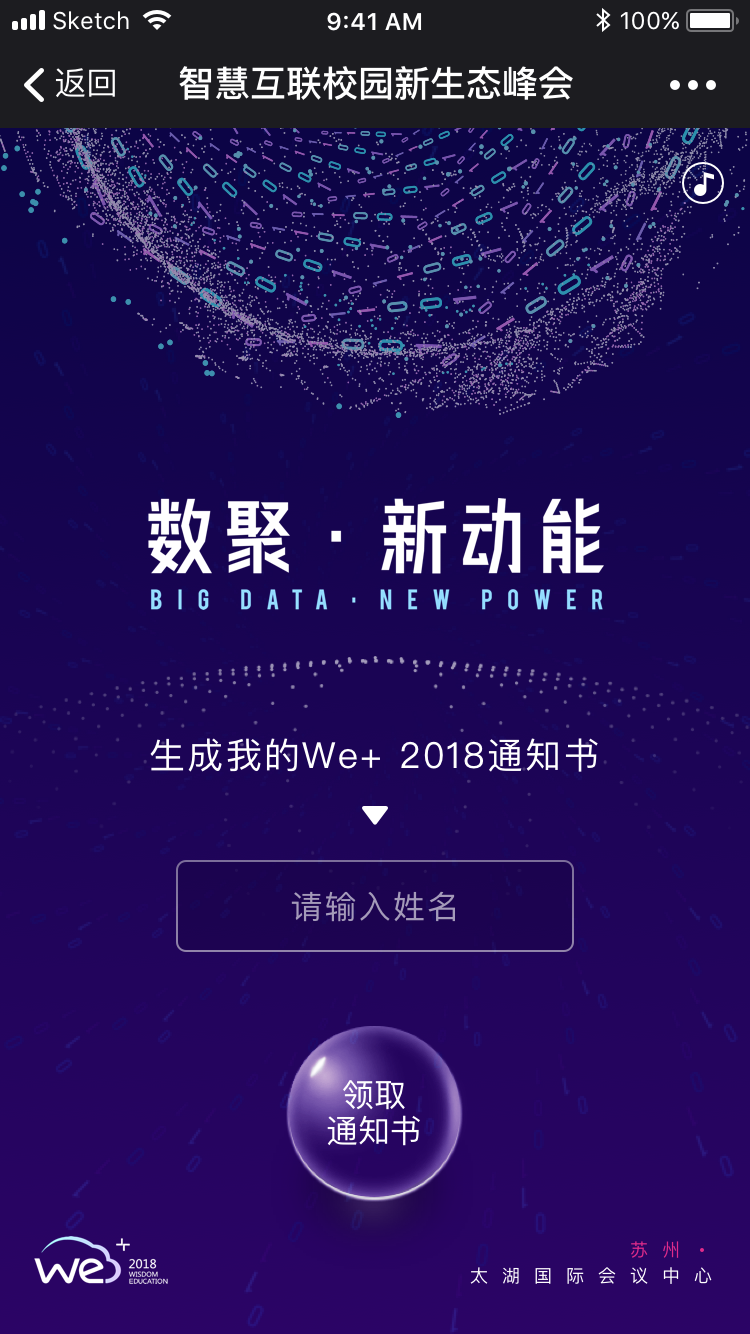 Sketch 9:41 AM 100%
返回 智慧互联校园新生态峰会
数聚·新动能
BIG DATA · NEW POWER
生成我的We+ 2018通知书
请输入姓名
领取
通知书
we+ 2018
WISDOM
EDUCATION
苏州·
太湖国际会议中心